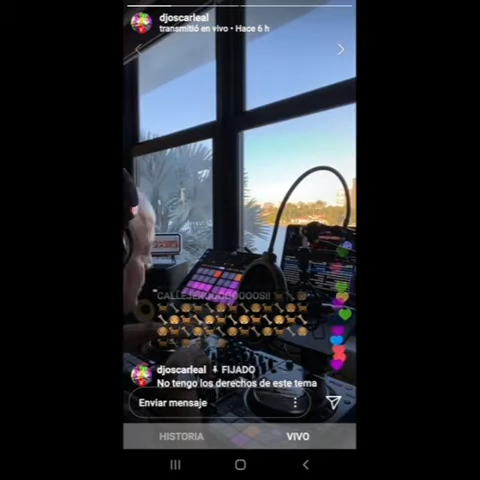 djoscarleal
transmitió en vivo • Hace 6 h
djoscarleal FIJADO
No tengo los derechos de este tema
Enviar mensaje
HISTORIA
VIVO